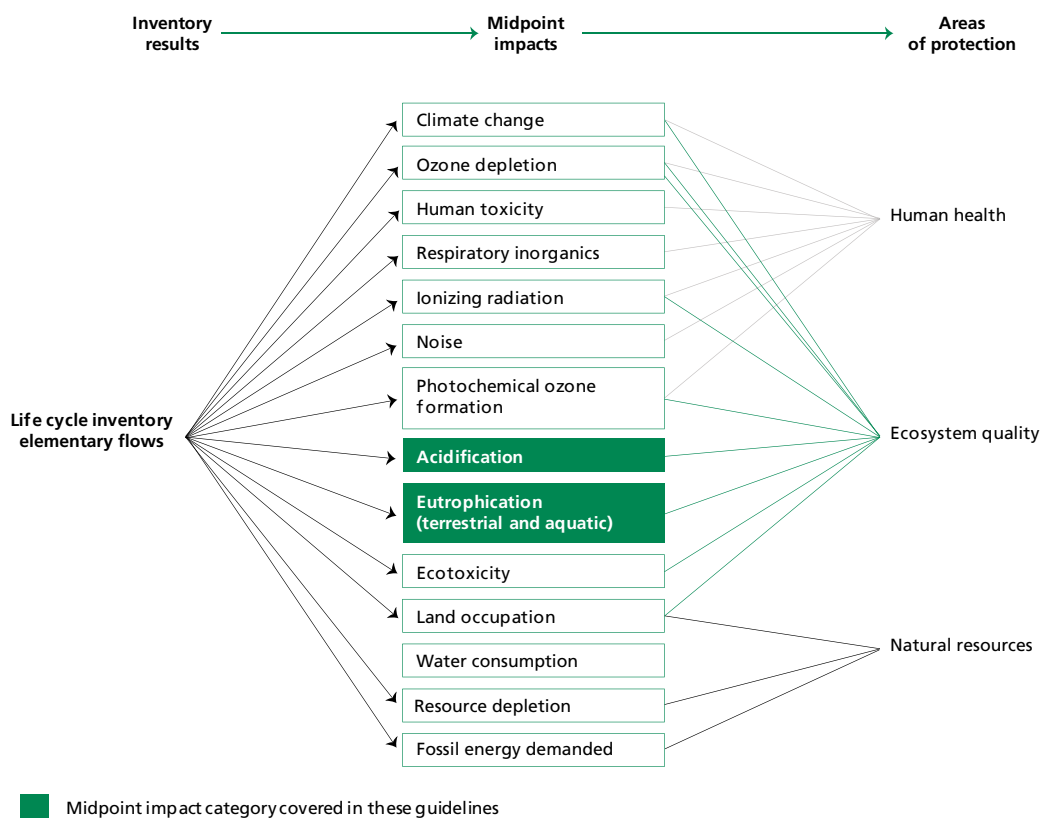 Inventory
results
Midpoint
impacts
Areas
of protection
Climate change
Ozone depletion
Human toxicity
Respiratory inorganics
Ionizing radiation
Noise
Photochemical ozone
formation
Acidification
Eutrophication
(terrestrial and aquatic)
Ecotoxicity
Land occupation
Water consumption
Resource depletion
Fossil energy demanded
Life cycle inventory
elementary flows
Human health
Ecosystem quality
Natural resources
Midpoint impact category covered in these guidelines